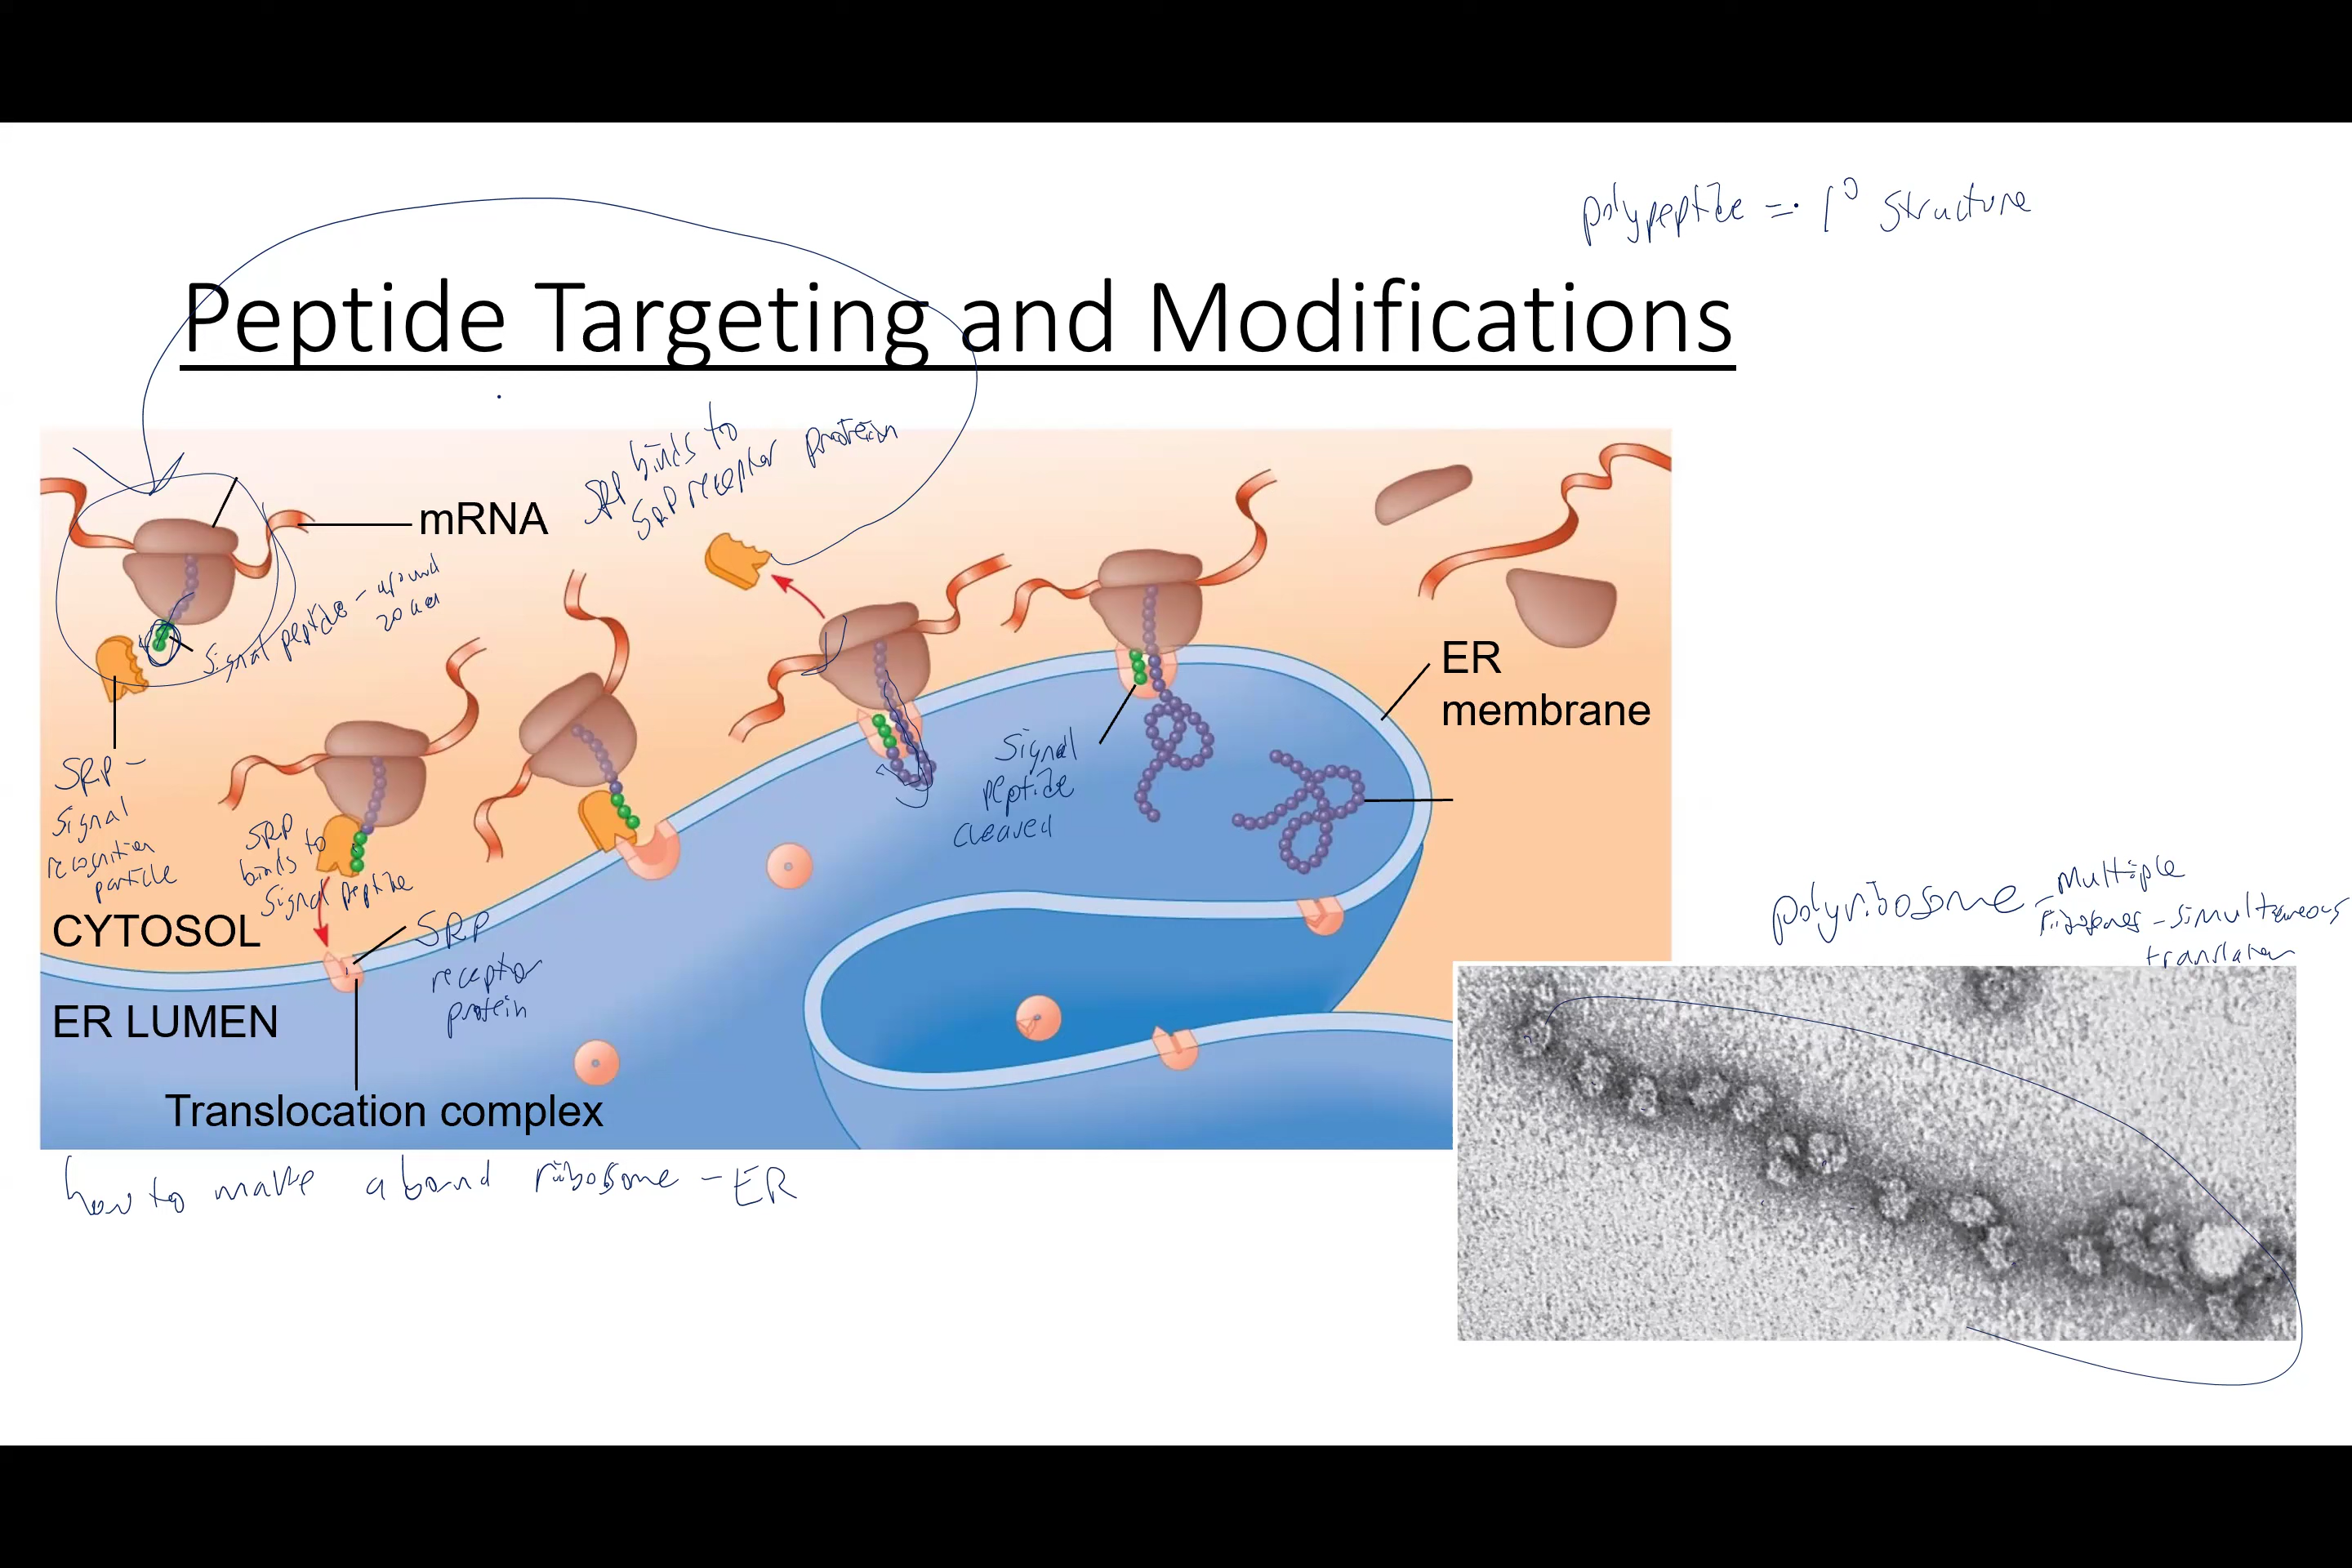 polypeptide = 1° structure
Peptide Targeting and Modifications
SRP binds to
SRP receptor protein
mRNA
Signal peptide - around
20 aa
SRP -
Signal
recognition
particle
SRP
binds to
Signal peptide
SRP
receptor
protein
Signal
peptide
cleaved
ER
membrane
CYTOSOL
ER LUMEN
Translocation complex
polyribosome - multiple
ribosomes - simultaneous
translation
how to make a bound ribosome - ER